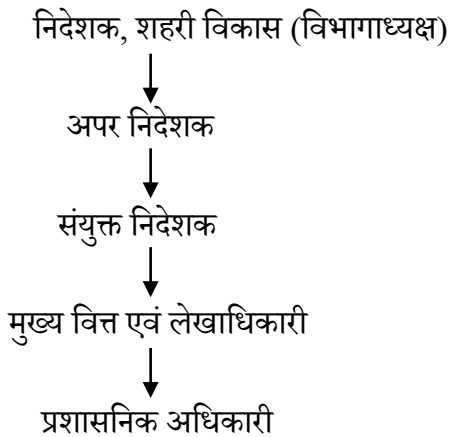 निदेशक, शहरी विकास (विभागाध्यक्ष)
अपर निदेशक
संयुक्त निदेशक
मुख्य वित्त एवं लेखाधिकारी
प्रशासनिक अधिकारी